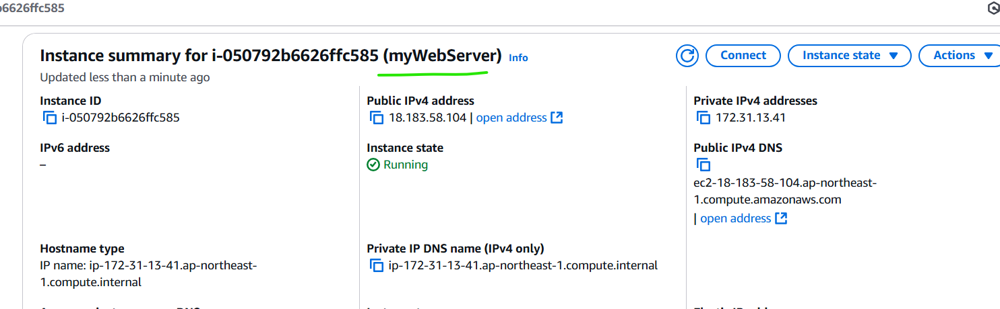 b6626ffc585
Instance summary for i-050792b6626ffc585 (myWebServer) Info
Connect
Instance state
Actions
Updated less than a minute ago
Instance ID
i-050792b6626ffc585
Public IPv4 address
18.183.58.104 | open address
Private IPv4 addresses
172.31.13.41
IPv6 address
–
Instance state
Running
Public IPv4 DNS
ec2-18-183-58-104.ap-northeast-
1.compute.amazonaws.com
| open address
Hostname type
IP name: ip-172-31-13-41.ap-northeast-
1.compute.internal
Private IP DNS name (IPv4 only)
ip-172-31-13-41.ap-northeast-1.compute.internal